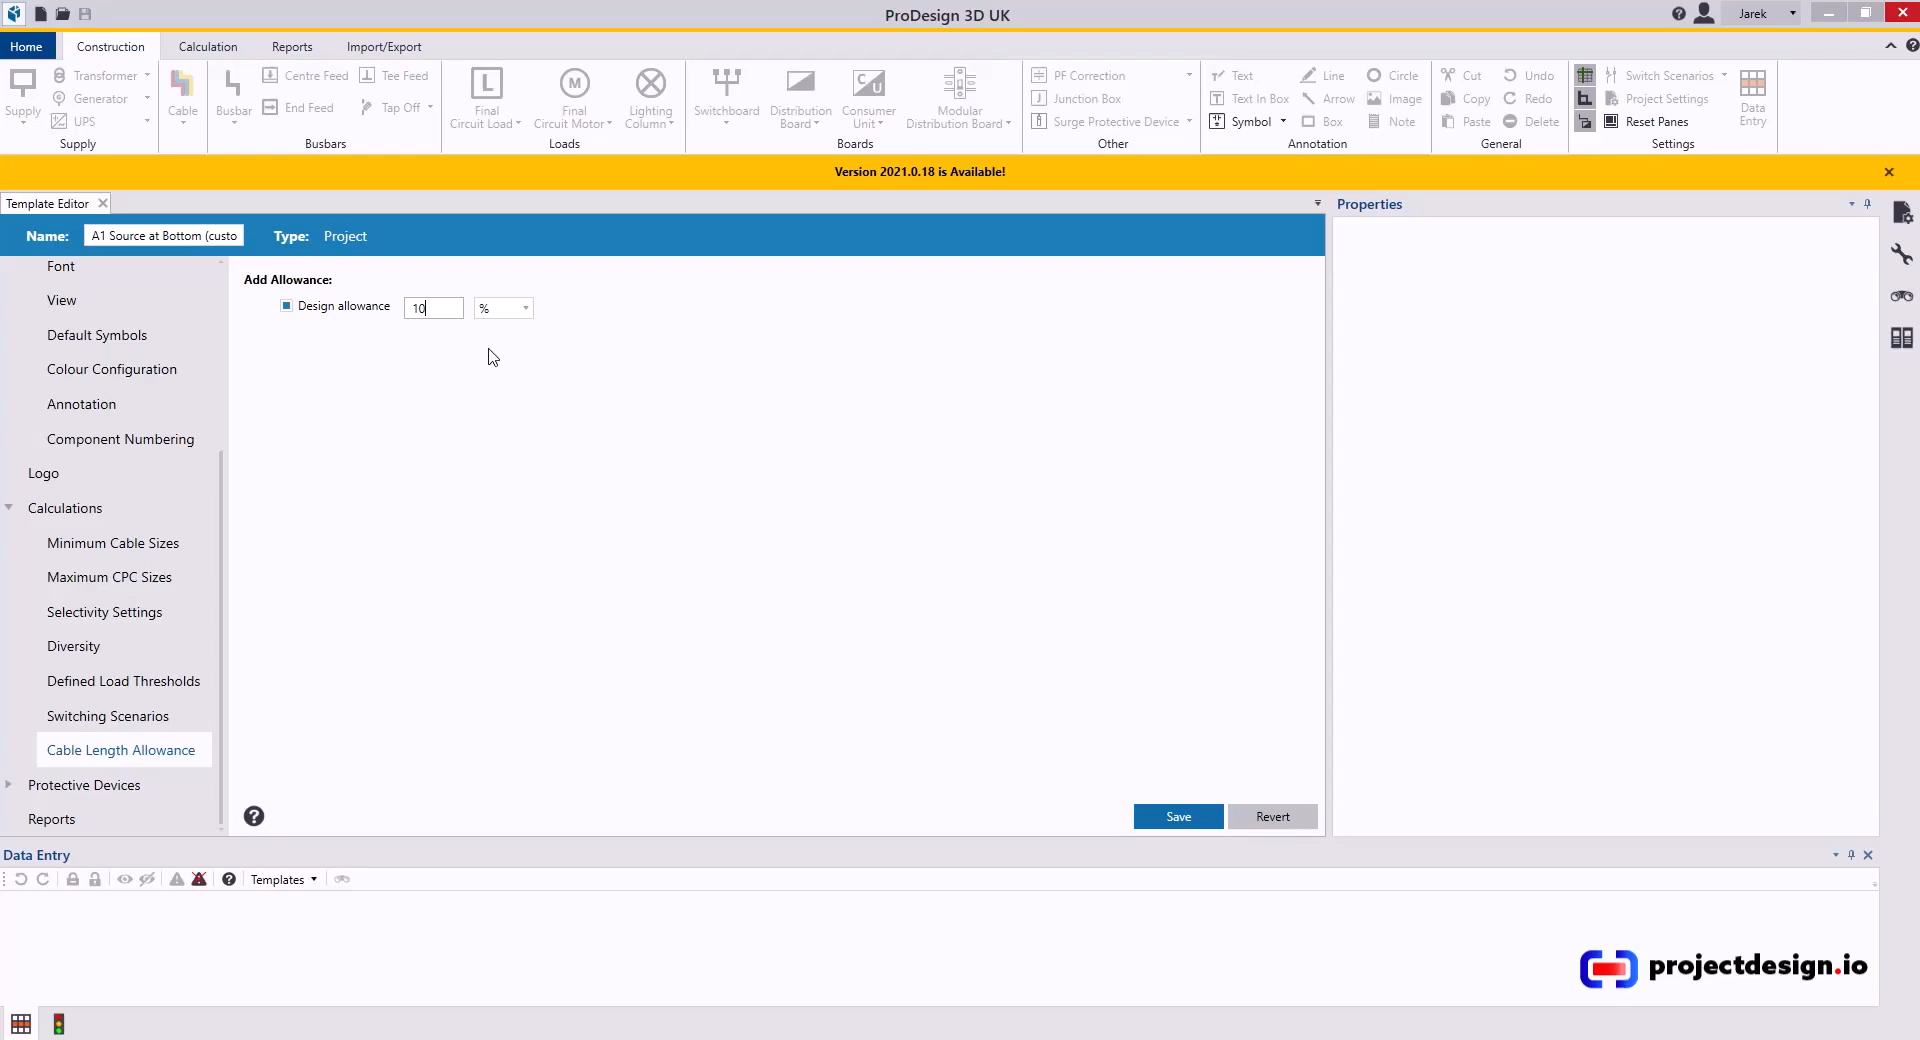 ProDesign 3D UK
Jarek
Home
Construction
Calculation
Reports
Import/Export
Supply
Transformer
Generator
UPS
Supply
Cable
Busbar
Centre Feed
Tee Feed
End Feed
Tap Off
Busbars
Final
Circuit Load
Final
Circuit Motor
Lighting
Column
Loads
Switchboard
Distribution
Board
Consumer
Unit
Modular
Distribution Board
Boards
PF Correction
Junction Box
Surge Protective Device
Other
Text
Line
Circle
Text In Box
Arrow
Image
Symbol
Box
Note
Annotation
Cut
Undo
Copy
Redo
Paste
Delete
General
Switch Scenarios
Project Settings
Reset Panes
Data
Entry
Settings
Version 2021.0.18 is Available!
Template Editor
Properties
Name:
A1 Source at Bottom (custo
Type:
Project
Font
View
Default Symbols
Colour Configuration
Annotation
Component Numbering
Logo
Calculations
Minimum Cable Sizes
Maximum CPC Sizes
Selectivity Settings
Diversity
Defined Load Thresholds
Switching Scenarios
Cable Length Allowance
Protective Devices
Reports
Add Allowance:
Design allowance
10
%
Save
Revert
Data Entry
Templates
projectdesign.io